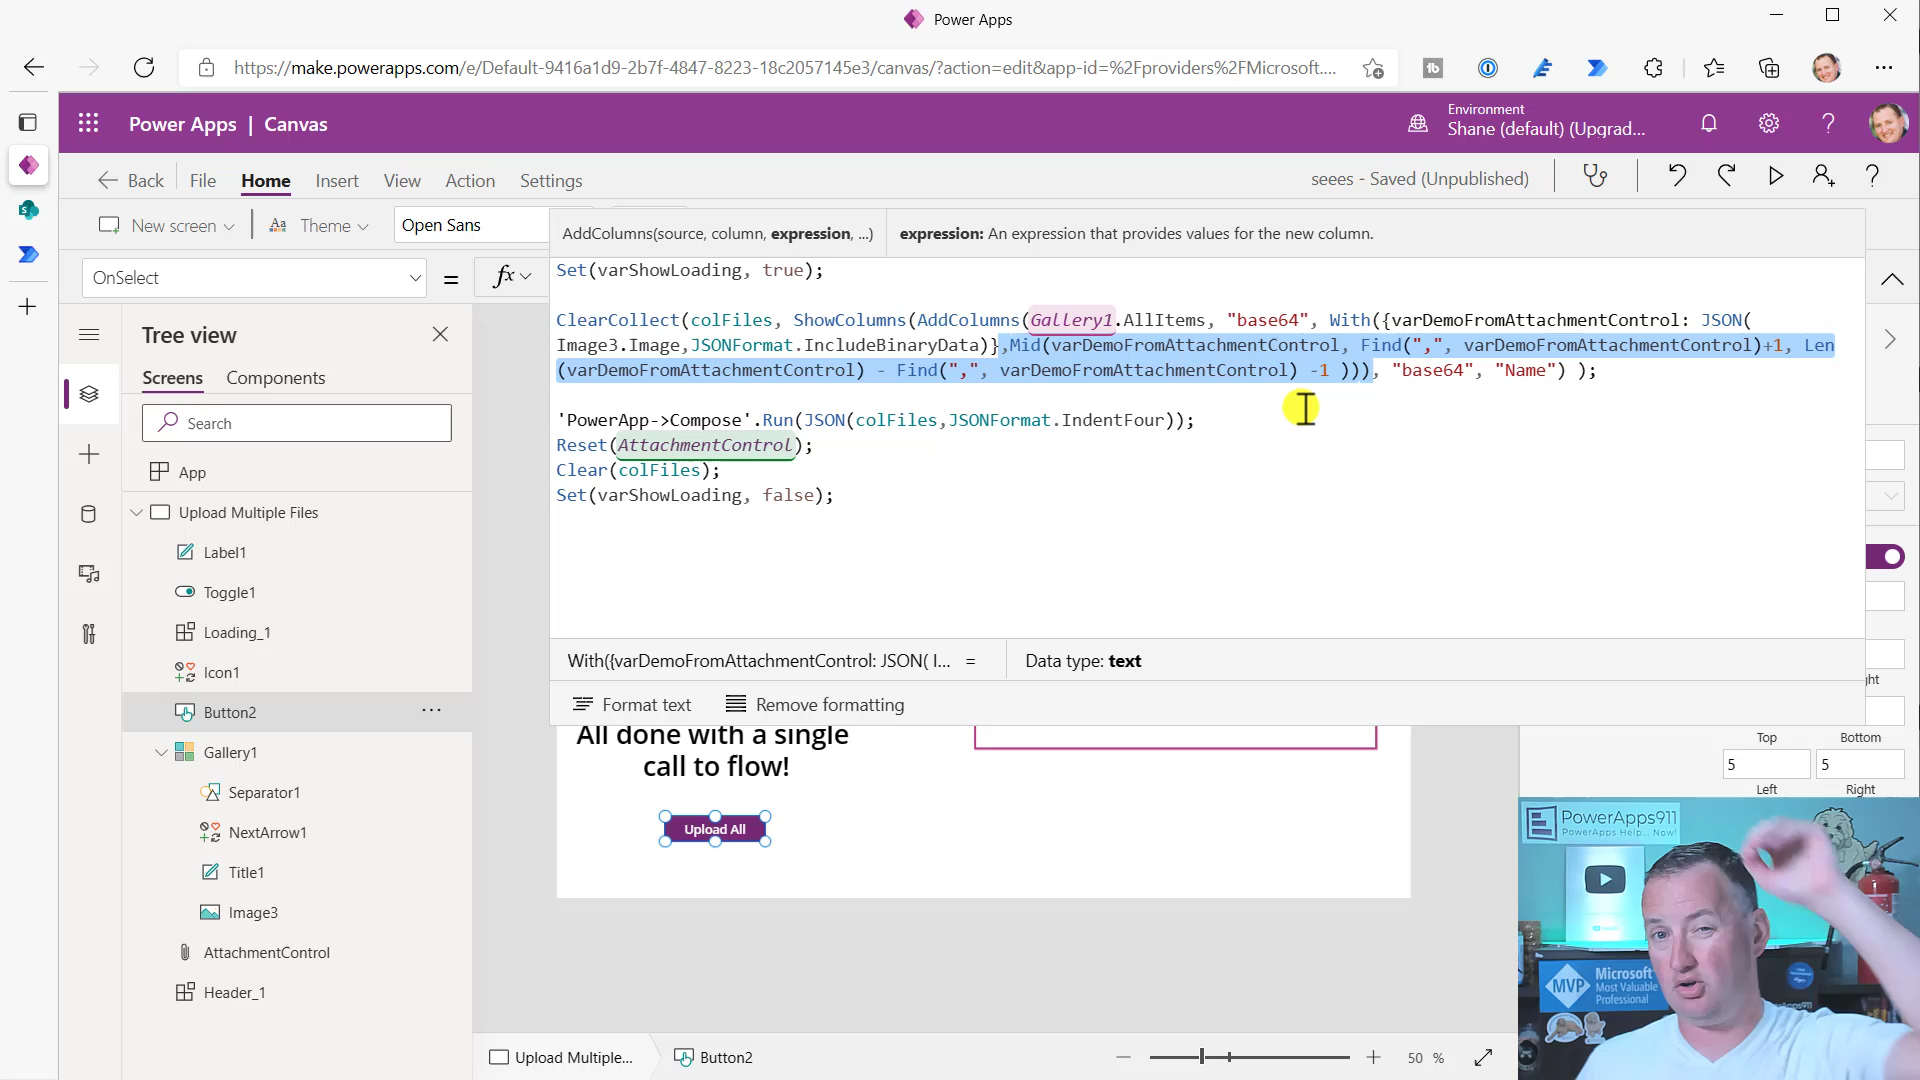 Power Apps
https://make.powerapps.com/e/Default-9416a1d9-2b7f-4847-8223-18c2057145e3/canvas/?action=edit&app-id=%2Fproviders%2FMicrosoft....
Power Apps | Canvas
Environment
Shane (default) (Upgrad...
Back
File
Home
Insert
View
Action
Settings
seees - Saved (Unpublished)
New screen
Theme
Open Sans
AddColumns(source, column, expression, ...)
expression: An expression that provides values for the new column.
OnSelect
=
fx
Set(varShowLoading, true);
ClearCollect(colFiles, ShowColumns(AddColumns(Gallery1.AllItems, "base64", With({varDemoFromAttachmentControl: JSON(
Image3.Image,JSONFormat.IncludeBinaryData)},Mid(varDemoFromAttachmentControl, Find(",", varDemoFromAttachmentControl)+1, Len
(varDemoFromAttachmentControl) - Find(",", varDemoFromAttachmentControl) -1 ))), "base64", "Name") );
'PowerApp->Compose'.Run(JSON(colFiles,JSONFormat.IndentFour));
Reset(AttachmentControl);
Clear(colFiles);
Set(varShowLoading, false);
With({varDemoFromAttachmentControl: JSON( I... =
Data type: text
Format text
Remove formatting
Tree view
Screens
Components
Search
App
Upload Multiple Files
Label1
Toggle1
Loading_1
Icon1
Button2
Gallery1
Separator1
NextArrow1
Title1
Image3
AttachmentControl
Header_1
All done with a single
call to flow!
Upload All
ght
Top
Bottom
5
5
Left
Right
PowerApps911
PowerApps Help... Now!
MVP
Microsoft
Most Valuable
Professional
Upload Multiple...
Button2
50 %